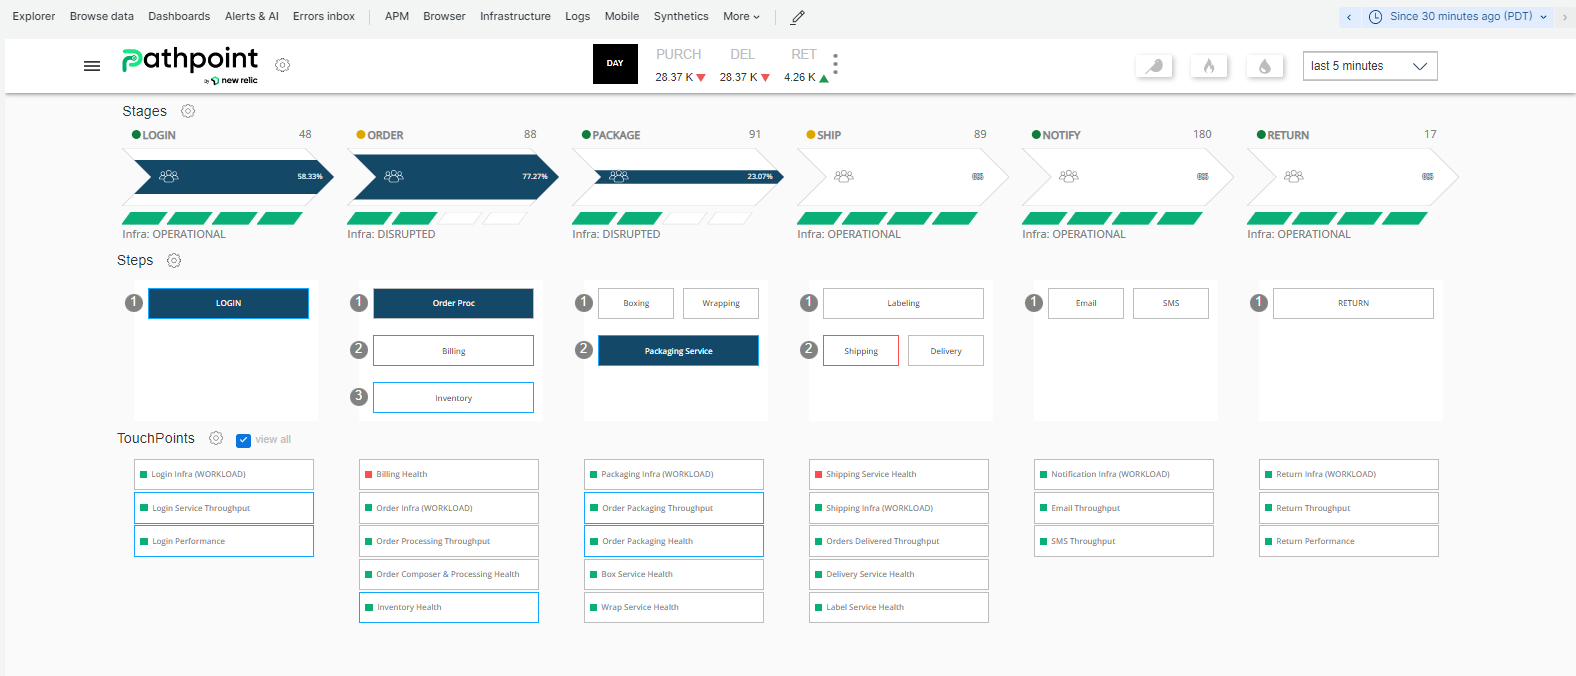 Explorer Browse data Dashboards Alerts & AI Errors inbox APM Browser Infrastructure Logs Mobile Synthetics More Since 30 minutes ago (PDT)
Pathpoint
by new relic
DAY
PURCH DEL RET
28.37 K 28.37 K 4.26 K
last 5 minutes
Stages
LOGIN 48 ORDER 88 PACKAGE 91 SHIP 89 NOTIFY 180 RETURN 17
58.33% 77.27% 23.07%
Infra: OPERATIONAL Infra: DISRUPTED Infra: DISRUPTED Infra: OPERATIONAL Infra: OPERATIONAL Infra: OPERATIONAL
Steps
1 LOGIN 1 Order Proc 1 Boxing Wrapping 1 Labeling 1 Email SMS 1 RETURN
2 Billing 2 Packaging Service 2 Shipping Delivery
3 Inventory
TouchPoints view all
Login Infra (WORKLOAD) Billing Health Packaging Infra (WORKLOAD) Shipping Service Health Notification Infra (WORKLOAD) Return Infra (WORKLOAD)
Login Service Throughput Order Infra (WORKLOAD) Order Packaging Throughput Shipping Infra (WORKLOAD) Email Throughput Return Throughput
Login Performance Order Processing Throughput Order Packaging Health Orders Delivered Throughput SMS Throughput Return Performance
Order Composer & Processing Health Box Service Health Delivery Service Health
Inventory Health Wrap Service Health Label Service Health